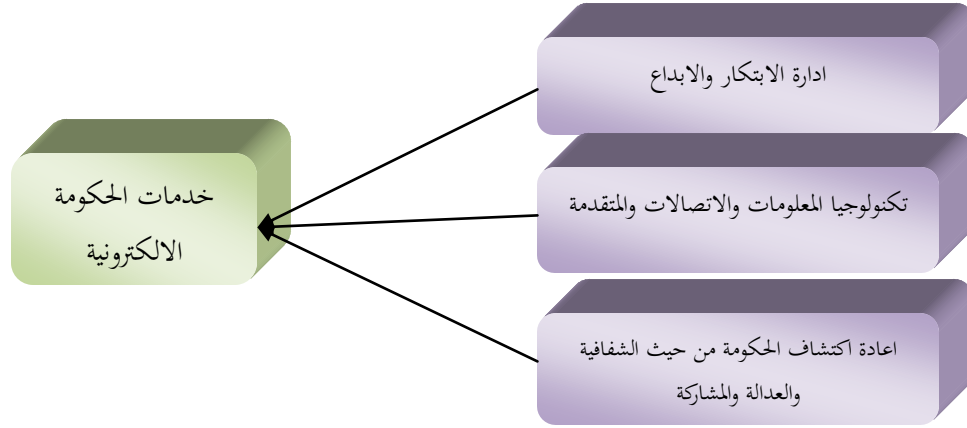 ادارة الابتكار والابداع
تكنولوجيا المعلومات والاتصالات والمتقدمة
اعادة اكتشاف الحكومة من حيث الشفافية
والعدالة والمشاركة
خدمات الحكومة
الالكترونية